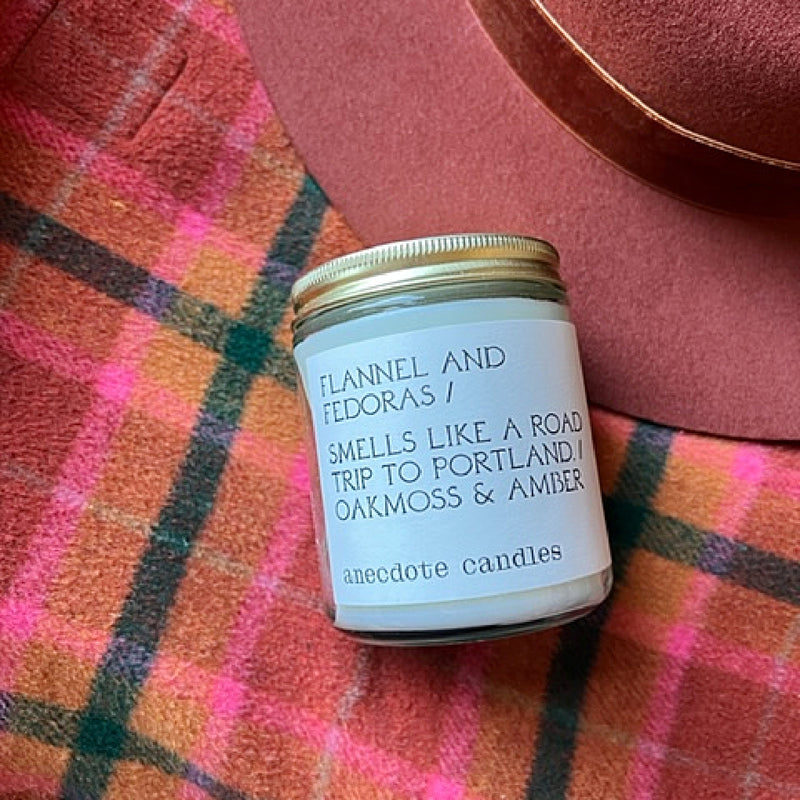 FLANNEL AND
FEDORAS /
SMELLS LIKE A ROAD
TRIP TO PORTLAND. /
OAKMOSS & AMBER
anecdote candles